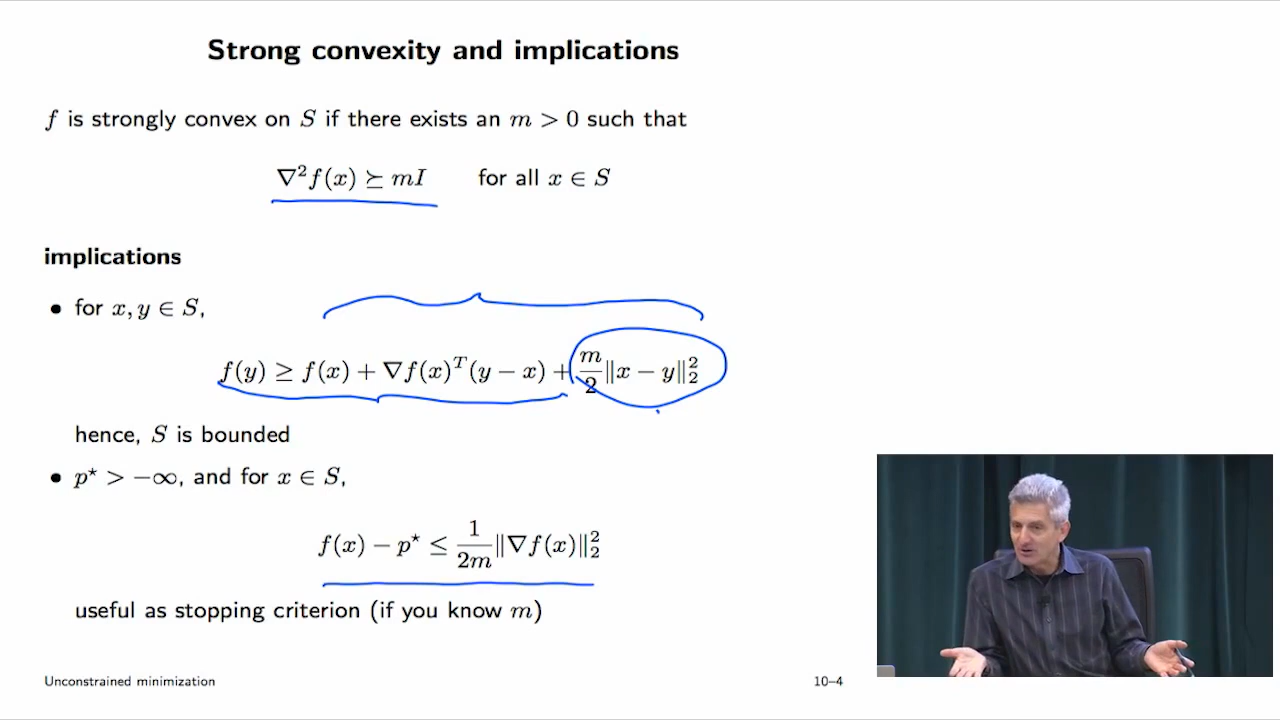 Strong convexity and implications
f is strongly convex on S if there exists an m > 0 such that
∇²f(x) ⪰ mI for all x ∈ S
implications
• for x, y ∈ S,
f(y) ≥ f(x) + ∇f(x)ᵀ(y − x) + m/2 ‖x − y‖₂²
hence, S is bounded
• p⋆ > −∞, and for x ∈ S,
f(x) − p⋆ ≤ 1/2m ‖∇f(x)‖₂²
useful as stopping criterion (if you know m)
Unconstrained minimization 10–4